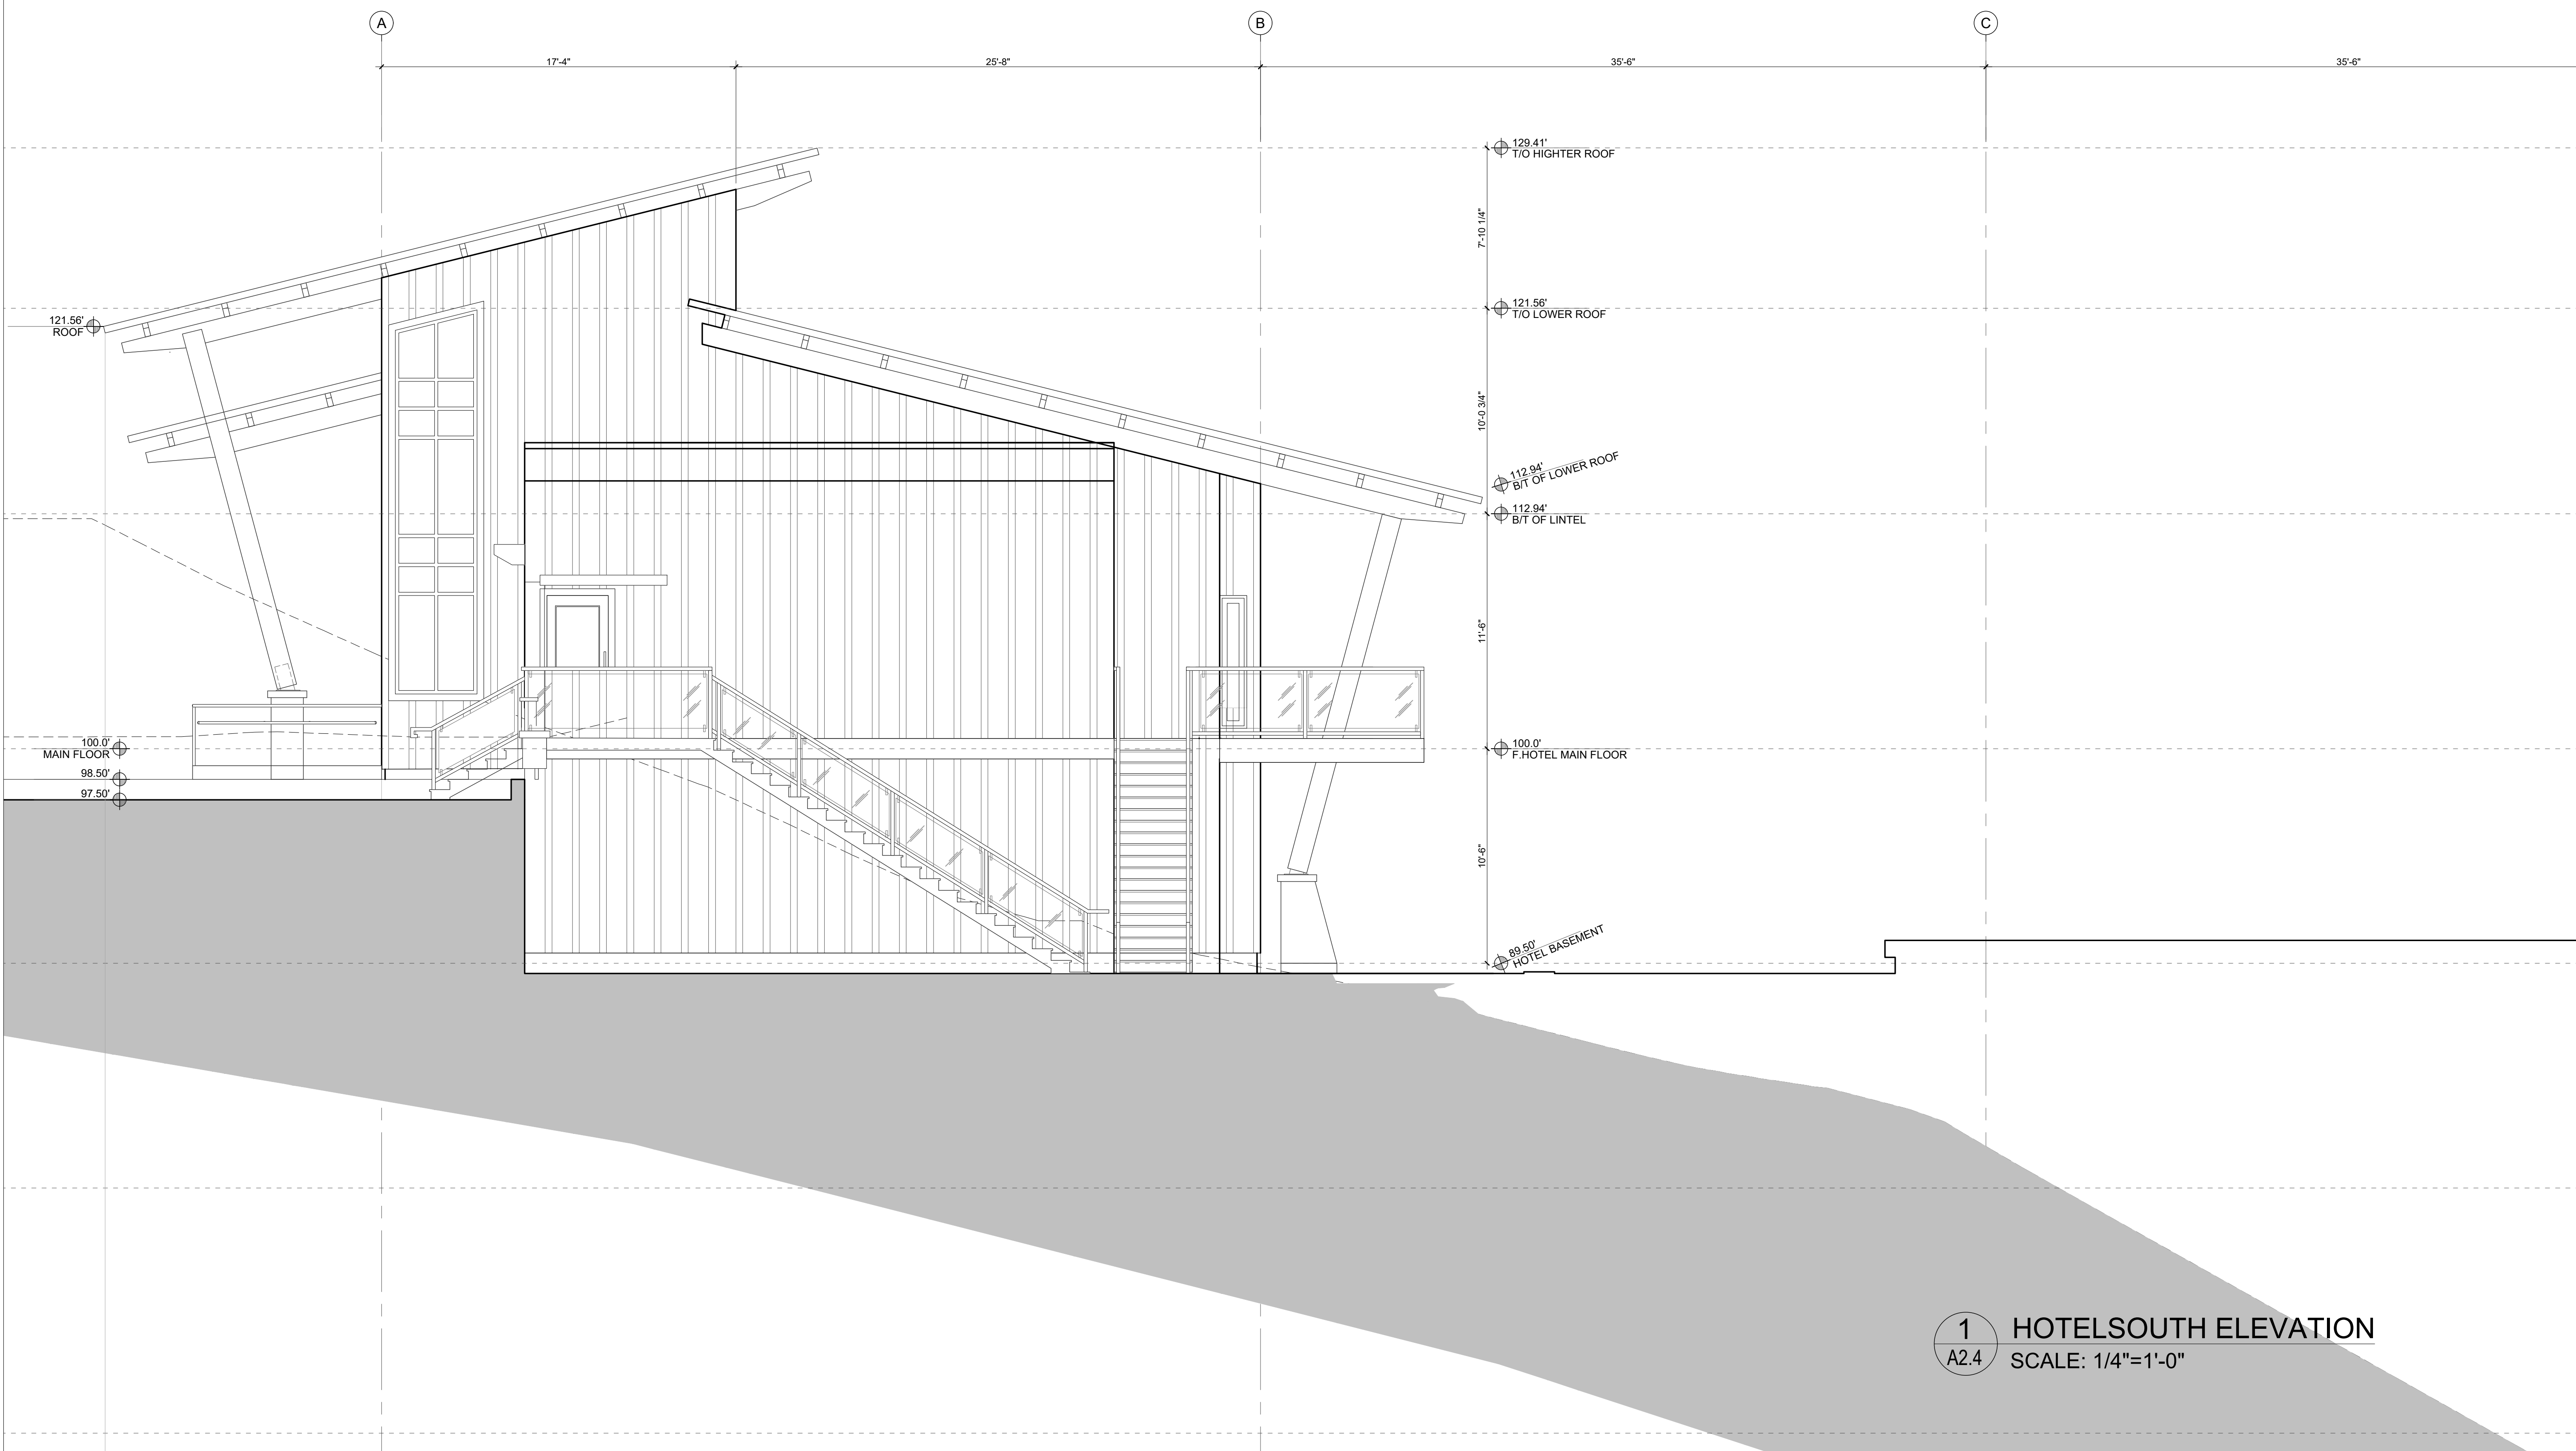 A
B
C
17'-4"
25'-8"
35'-6"
35'-6"
129.41'
T/O HIGHTER ROOF
7'-10 1/4"
121.56'
T/O LOWER ROOF
121.56'
ROOF
10'-0 3/4"
112.94'
B/T OF LOWER ROOF
112.94'
B/T OF LINTEL
11'-6"
100.0'
MAIN FLOOR
100.0'
F.HOTEL MAIN FLOOR
98.50'
97.50'
10'-6"
89.50'
HOTEL BASEMENT
1
A2.4
HOTELSOUTH ELEVATION
SCALE: 1/4"=1'-0"